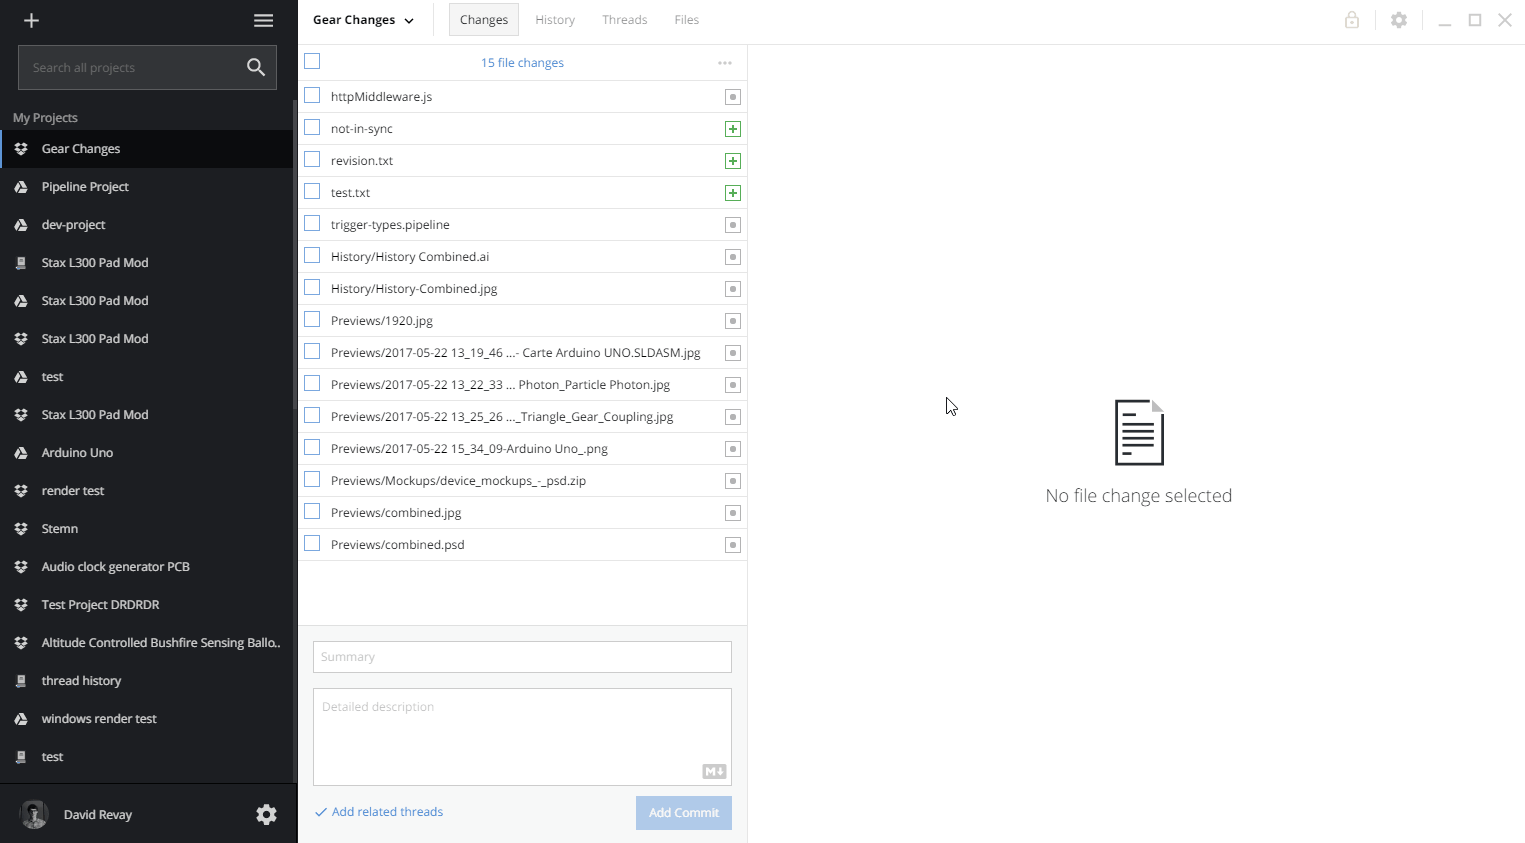 Search all projects
My Projects
Gear Changes
Pipeline Project
dev-project
Stax L300 Pad Mod
Stax L300 Pad Mod
Stax L300 Pad Mod
test
Stax L300 Pad Mod
Arduino Uno
render test
Stemn
Audio clock generator PCB
Test Project DRDRDR
Altitude Controlled Bushfire Sensing Ballo..
thread history
windows render test
test
David Revay
Gear Changes
Changes
History
Threads
Files
15 file changes
httpMiddleware.js
not-in-sync
revision.txt
test.txt
trigger-types.pipeline
History/History Combined.ai
History/History-Combined.jpg
Previews/1920.jpg
Previews/2017-05-22 13_19_46 ...- Carte Arduino UNO.SLDASM.jpg
Previews/2017-05-22 13_22_33 ... Photon_Particle Photon.jpg
Previews/2017-05-22 13_25_26 ..._Triangle_Gear_Coupling.jpg
Previews/2017-05-22 15_34_09-Arduino Uno_.png
Previews/Mockups/device_mockups_-_psd.zip
Previews/combined.jpg
Previews/combined.psd
Summary
Detailed description
M
Add related threads
Add Commit
No file change selected